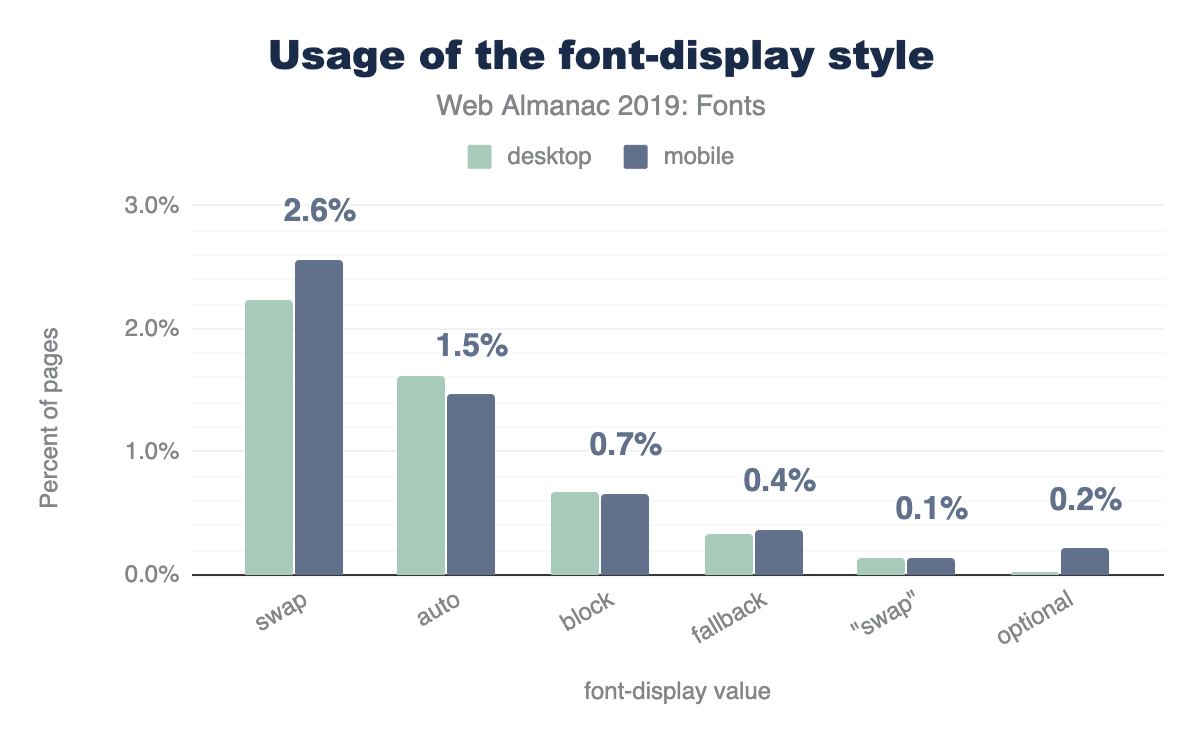 Usage of the font-display style
Web Almanac 2019: Fonts
desktop mobile
3.0%
2.6%
2.0%
1.5%
1.0%
0.7%
0.4%
0.1%
0.2%
0.0%
Percent of pages
swap auto block fallback "swap" optional
font-display value